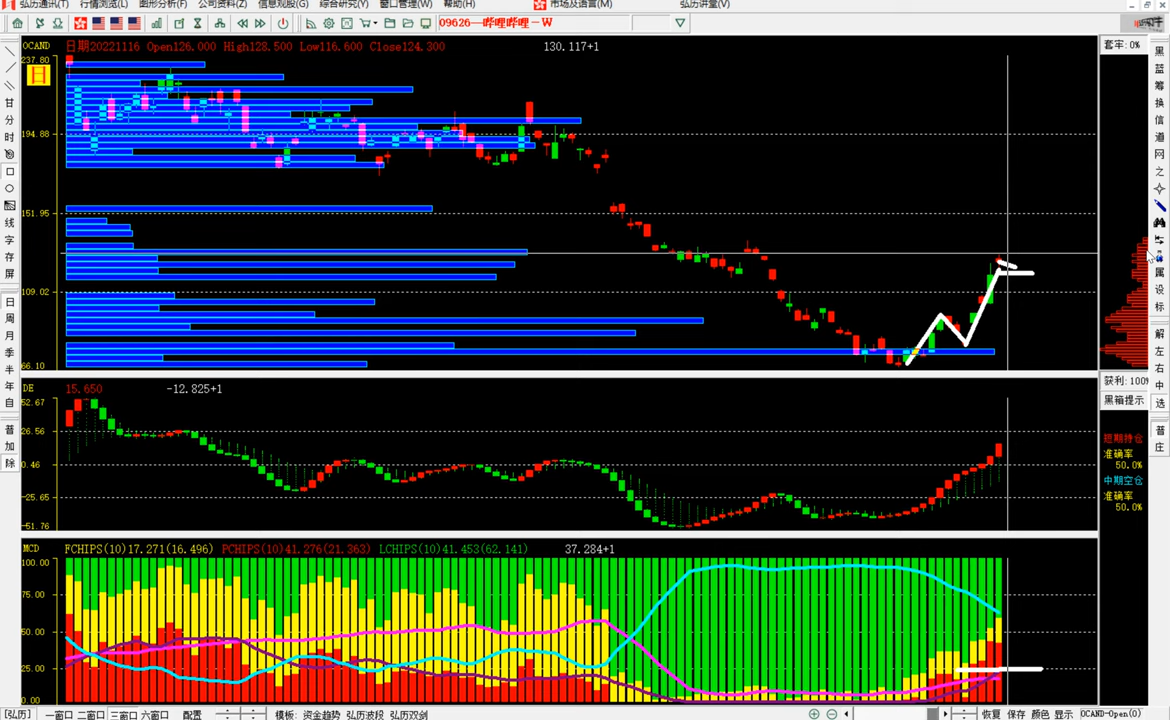 弘历通讯(L) 行情浏览(L) 图形分析(F) 公司资料(Z) 信息股股(G) 综合研究(Y) 窗口管理(W) 帮助(H) 市场及语言(M) 弘历通讯(V)
09626—哔哩哔哩－W
OCAND 日期20221116 Open126.000 High128.500 Low116.600 Close124.300 130.117+1 套牢: 0%
237.80
日
194.88
151.95
109.02
66.10
DE 15.650 -12.825+1
获利: 100%
黑箱提示
52.67
26.56
0.46
-25.65
-51.76
短期持仓
准确率
50.0%
中期空仓
准确率
50.0%
MCD FCHIPS(10)17.271(16.496) PCHIPS(10)41.276(21.363) LCHIPS(10)41.453(62.141) 37.284+1
100.00
75.00
50.00
25.00
0.00
甘
分
时
线
字
存
屏
日
周
月
季
半
年
自
普
加
除
黑
蓝
筹
换
信
道
网
之
属
设
标
解
左
右
中
选
普
庄
[弘历] 一窗口 二窗口 三窗口 六窗口 配置 模板: 资金趋势 弘历波段 弘历双剑 恢复 保存 周期 显示 OCAND-Open(0)